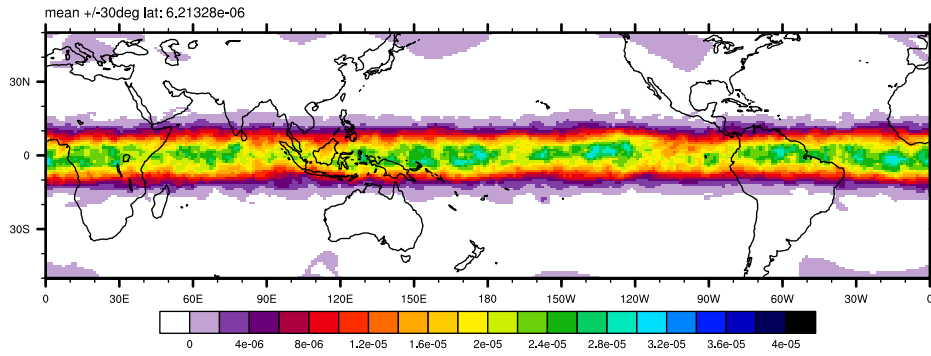 mean +/-30deg lat: 6.21328e-06
30N
0
30S
0 30E 60E 90E 120E 150E 180 150W 120W 90W 60W 30W 0
0 4e-06 8e-06 1.2e-05 1.6e-05 2e-05 2.4e-05 2.8e-05 3.2e-05 3.6e-05 4e-05